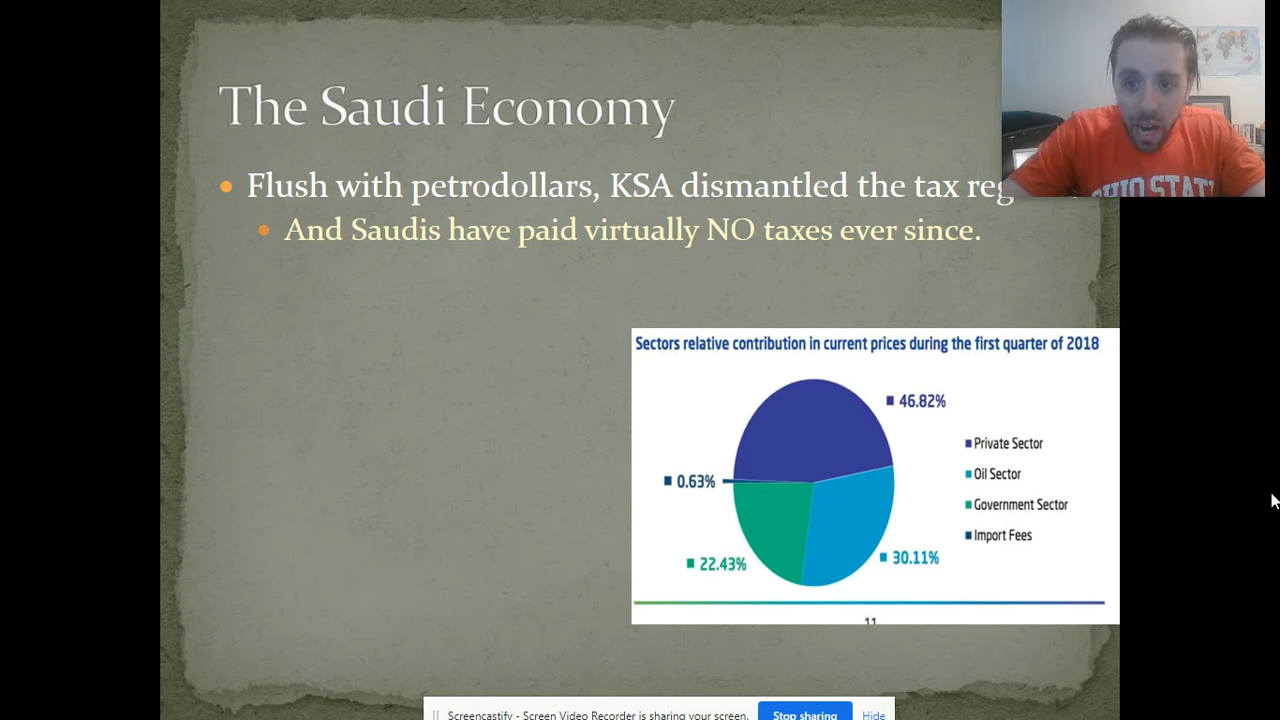 The Saudi Economy
• Flush with petrodollars, KSA dismantled the tax
• And Saudis have paid virtually NO taxes ever since.
OHIO STATE
Sectors relative contribution in current prices during the first quarter of 2018
46.82%
Private Sector
Oil Sector
0.63%
Government Sector
Import Fees
30.11%
22.43%
11
Screencastify - Screen Video Recorder is sharing your screen.
Stop sharing
Hide